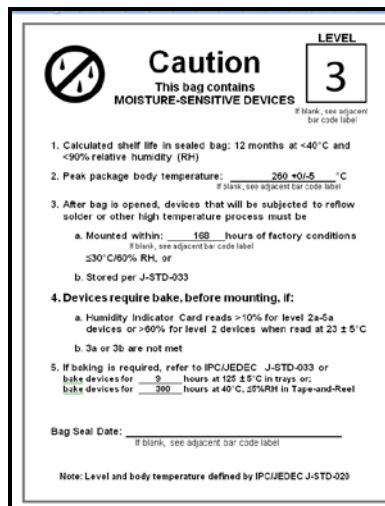 LEVEL
3
Caution
This bag contains
MOISTURE-SENSITIVE DEVICES
If blank, see adjacent
bar code label
1. Calculated shelf life in sealed bag: 12 months at <40°C and
<90% relative humidity (RH)
2. Peak package body temperature: 260 +0/-5 °C
If blank, see adjacent bar code label
3. After bag is opened, devices that will be subjected to reflow
solder or other high temperature process must be
a. Mounted within: 168 hours of factory conditions
If blank, see adjacent bar code label
≤30°C/60% RH, or
b. Stored per J-STD-033
4. Devices require bake, before mounting, if:
a. Humidity Indicator Card reads >10% for level 2a-5a
devices or >60% for level 2 devices when read at 23 ± 5°C
b. 3a or 3b are not met
5. If baking is required, refer to IPC/JEDEC J-STD-033 or
bake devices for 9 hours at 125 ± 5°C in trays or;
bake devices for 300 hours at 40°C, ≤5%RH in Tape-and-Reel
Bag Seal Date:
If blank, see adjacent bar code label
Note: Level and body temperature defined by IPC/JEDEC J-STD-020